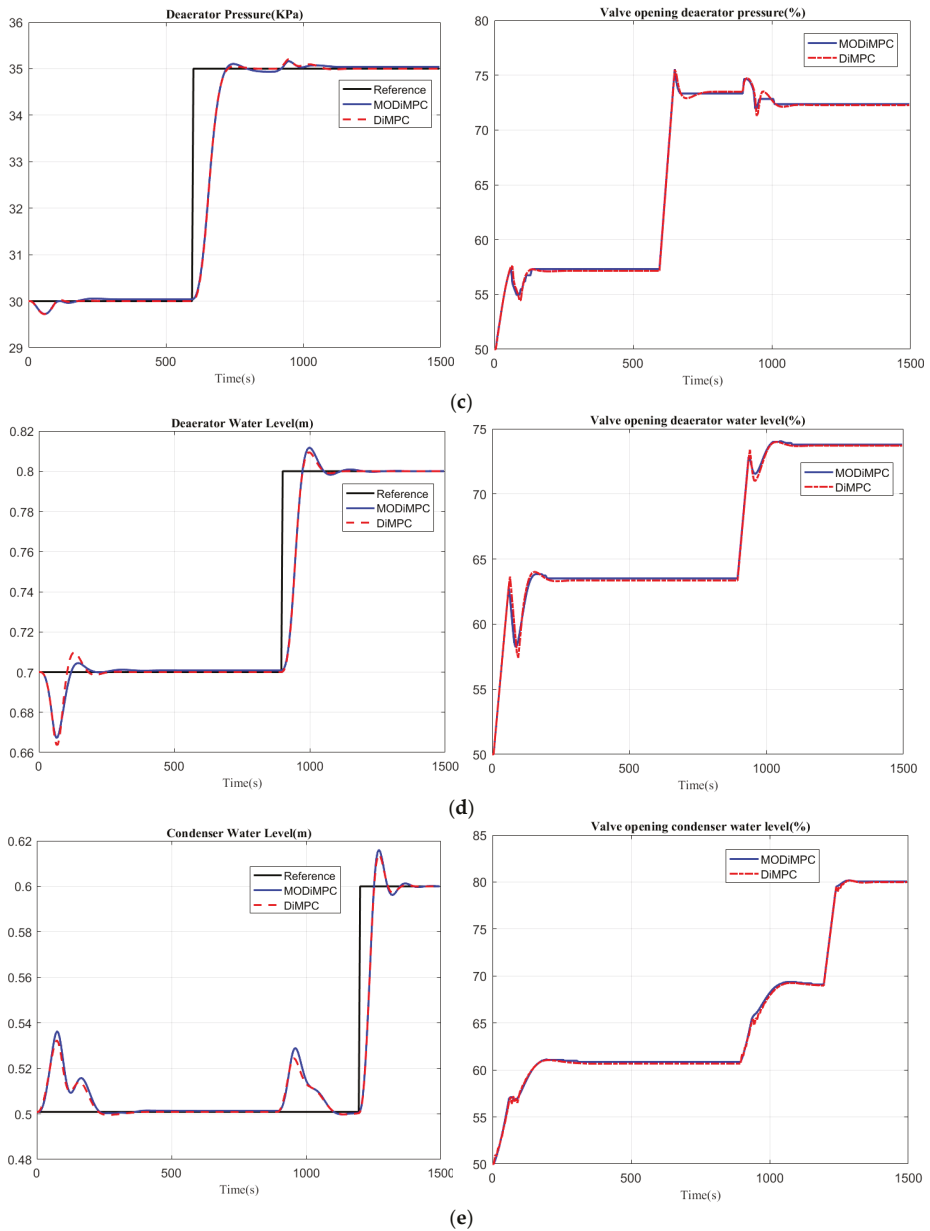 Deaerator Pressure(KPa)
36
35
34
33
32
31
30
29
0
500
1000
1500
Time(s)
Reference
MODiMPC
DiMPC
Valve opening deaerator pressure(%)
80
75
70
65
60
55
50
0
500
1000
1500
Time(s)
MODiMPC
DiMPC
(c)
Deaerator Water Level(m)
0.82
0.8
0.78
0.76
0.74
0.72
0.7
0.68
0.66
0
500
1000
1500
Time(s)
Reference
MODiMPC
DiMPC
Valve opening deaerator water level(%)
75
70
65
60
55
50
0
500
1000
1500
Time(s)
MODiMPC
DiMPC
(d)
Condenser Water Level(m)
0.62
0.6
0.58
0.56
0.54
0.52
0.5
0.48
0
500
1000
1500
Time(s)
Reference
MODiMPC
DiMPC
Valve opening condenser water level(%)
85
80
75
70
65
60
55
50
0
500
1000
1500
Time(s)
MODiMPC
DiMPC
(e)